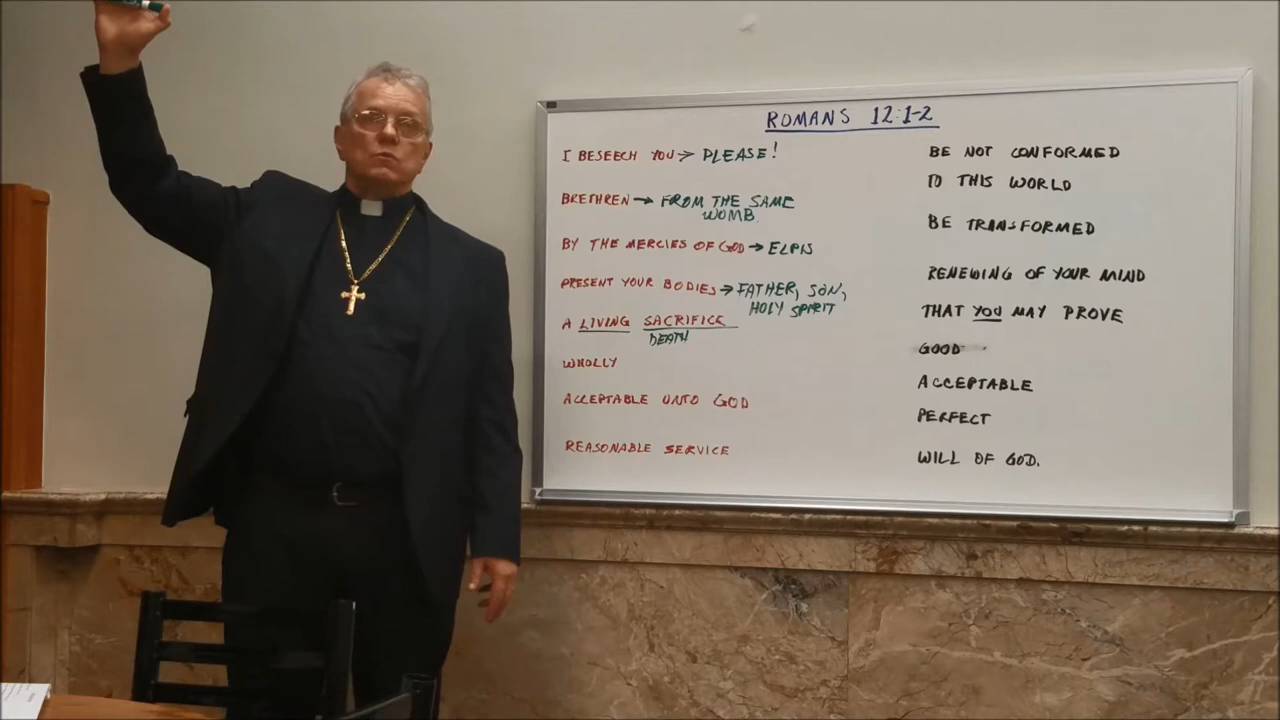 ROMANS 12:1-2
I BESEECH YOU → PLEASE!
BRETHREN → FROM THE SAME
WOMB.
BY THE MERCIES OF GOD → ELPIS
PRESENT YOUR BODIES → FATHER, SON,
HOLY SPIRIT
A LIVING SACRIFICE
DEATH
WHOLLY
ACCEPTABLE UNTO GOD
REASONABLE SERVICE
BE NOT CONFORMED
TO THIS WORLD
BE TRANSFORMED
RENEWING OF YOUR MIND
THAT YOU MAY PROVE
GOOD
ACCEPTABLE
PERFECT
WILL OF GOD.